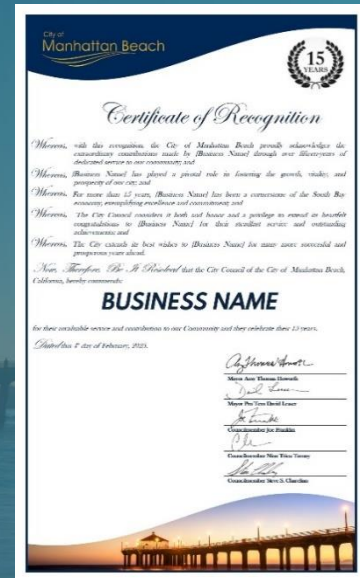 City of
Manhattan Beach
15
YEARS
Certificate of Recognition
Whereas, with this recognition, the City of Manhattan Beach proudly acknowledges the
extraordinary contributions made by [Business Name] through over fifteen-years of
dedicated service to our community; and
Whereas, [Business Name] has played a pivotal role in fostering the growth, vitality, and
prosperity of our city; and
Whereas, For more than 15 years, [Business Name] has been a cornerstone of the South Bay
economy, exemplifying excellence and commitment; and
Whereas, The City Council considers it both and honor and a privilege to extend its heartfelt
congratulations to [Business Name] for their steadfast service and outstanding
achievements; and
Whereas, The City extends its best wishes to [Business Name] for many more successful and
prosperous years ahead.
Now, Therefore, Be It Resolved that the City Council of the City of Manhattan Beach,
California, hereby commends:
BUSINESS NAME
for their invaluable service and contribution to our Community and they celebrate their 15 years.
Dated this 4th day of February, 2025.
Mayor Amy Thomas Howorth
Mayor Pro Tem David Lesser
Councilmember Joe Franklin
Councilmember Nina Tarnay
Councilmember Steve S. Charelian